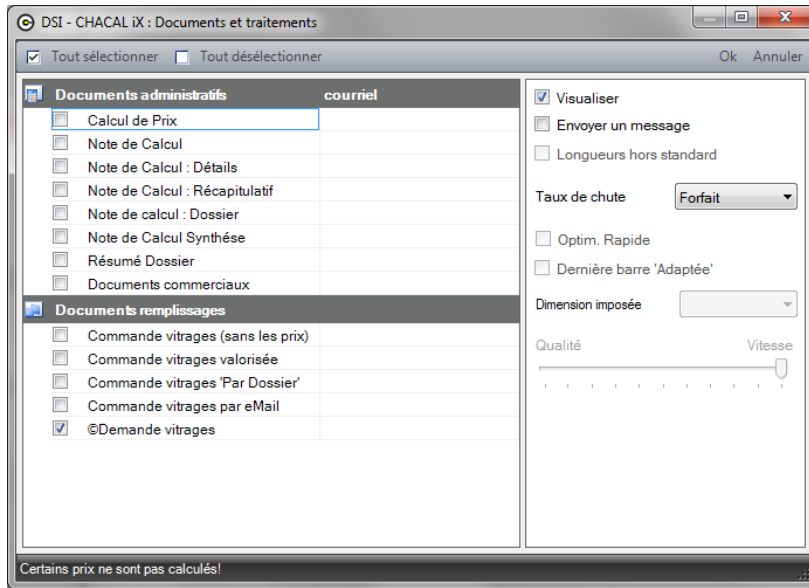 DSI - CHACAL iX : Documents et traitements
Tout sélectionner Tout désélectionner Ok Annuler
Documents administratifs courriel
Calcul de Prix
Note de Calcul
Note de Calcul : Détails
Note de Calcul : Récapitulatif
Note de calcul : Dossier
Note de Calcul Synthése
Résumé Dossier
Documents commerciaux
Documents remplissages
Commande vitrages (sans les prix)
Commande vitrages valorisée
Commande vitrages 'Par Dossier'
Commande vitrages par eMail
©Demande vitrages
Visualiser
Envoyer un message
Longueurs hors standard
Taux de chute Forfait
Optim. Rapide
Dernière barre 'Adaptée'
Dimension imposée
Qualité Vitesse
Certains prix ne sont pas calculés!